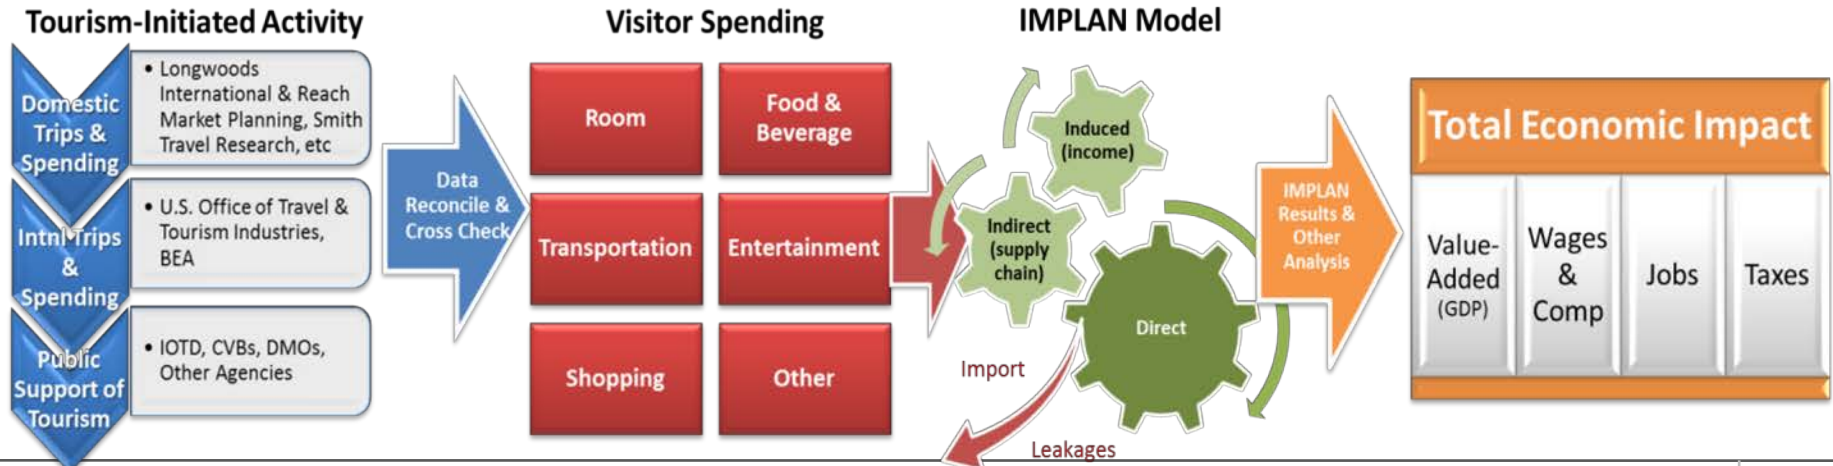 Tourism-Initiated Activity
Domestic
Trips &
Spending
• Longwoods
International & Reach
Market Planning, Smith
Travel Research, etc
Intnl Trips
&
Spending
• U.S. Office of Travel &
Tourism Industries,
BEA
Public
Support of
Tourism
• IOTD, CVBs, DMOs,
Other Agencies
Data
Reconcile &
Cross Check
Visitor Spending
Room
Food &
Beverage
Transportation
Entertainment
Shopping
Other
IMPLAN Model
Induced
(income)
Indirect
(supply
chain)
Direct
Import
Leakages
IMPLAN
Results &
Other
Analysis
Total Economic Impact
Value-
Added
(GDP)
Wages
&
Comp
Jobs
Taxes